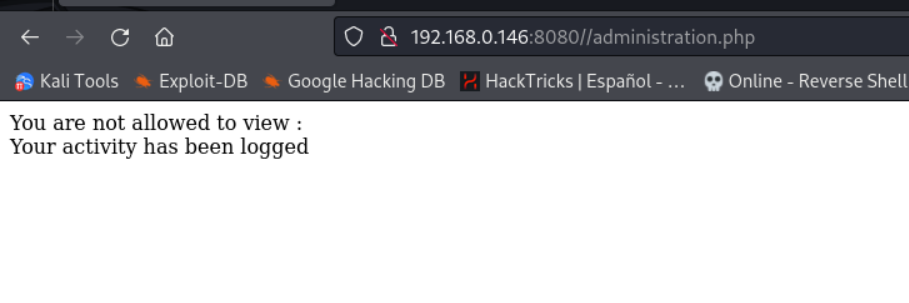 192.168.0.146:8080//administration.php
Kali Tools Exploit-DB Google Hacking DB HackTricks | Español - ... Online - Reverse Shell
You are not allowed to view :
Your activity has been logged